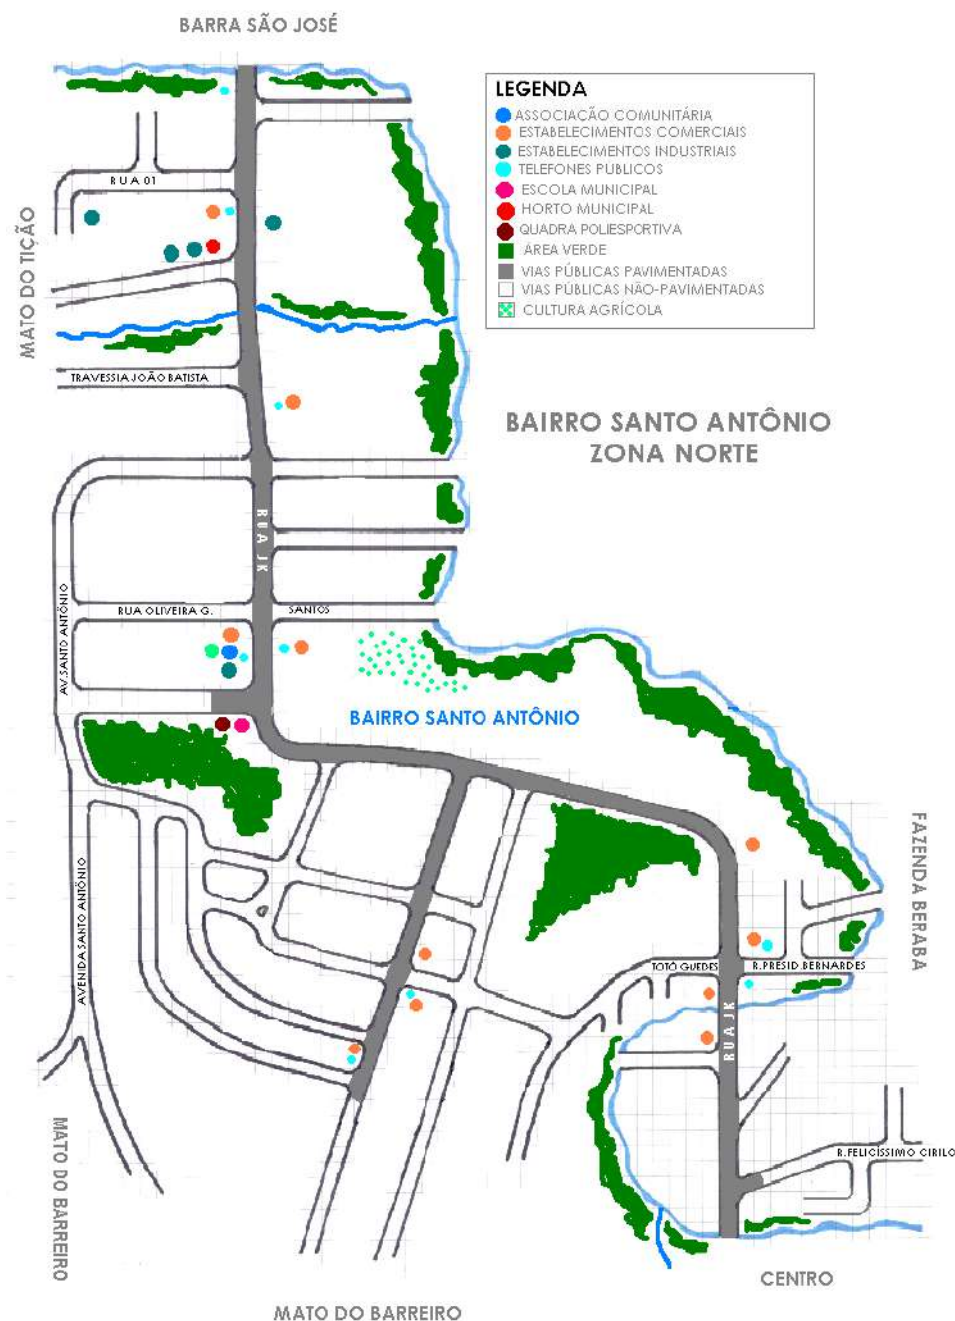 BARRA SÃO JOSÉ
LEGENDA
ASSOCIAÇÃO COMUNITÁRIA
ESTABELECIMENTOS COMERCIAIS
ESTABELECIMENTOS INDUSTRIAIS
TELEFONES PÚBLICOS
ESCOLA MUNICIPAL
HORTO MUNICIPAL
QUADRA POLIESPORTIVA
ÁREA VERDE
VIAS PÚBLICAS PAVIMENTADAS
VIAS PÚBLICAS NÃO-PAVIMENTADAS
CULTURA AGRÍCOLA
RUA 01
MATO DO TIÇÃO
TRAVESSIA JOÃO BATISTA
BAIRRO SANTO ANTÔNIO
ZONA NORTE
RUA JK
RUA OLIVEIRA G.
SANTOS
AV. SANTO ANTÔNIO
BAIRRO SANTO ANTÔNIO
AVENIDA SANTO ANTÔNIO
FAZENDA BERABA
TOTÓ GUEDES
R.PRESID.BERNARDES
RUA JK
R.FELICÍSSIMO CIRILO
MATO DO BARREIRO
CENTRO
MATO DO BARREIRO